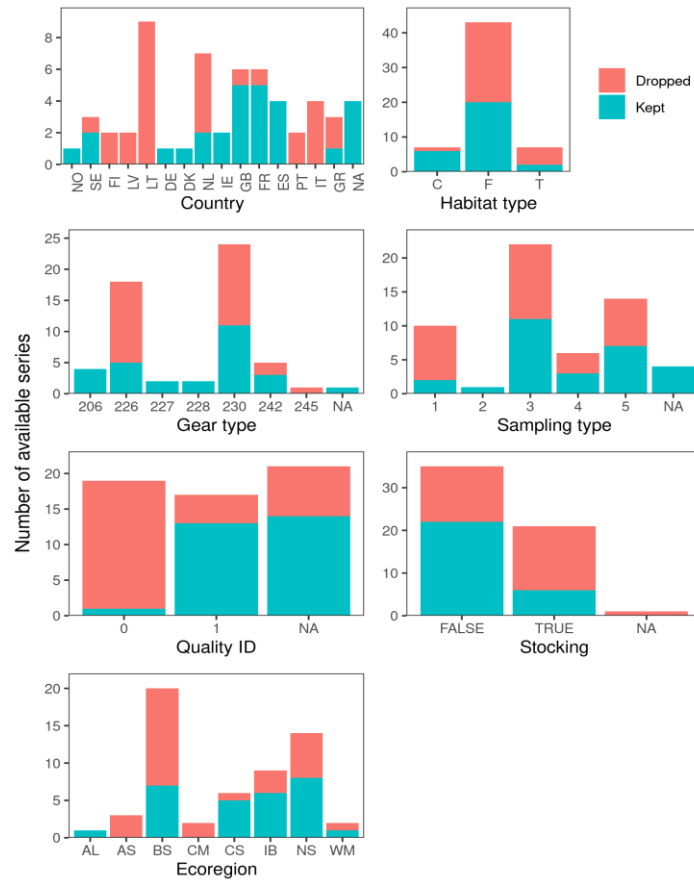 8
6
4
2
0
NO SE FI LV LT DE DK NL IE GB FR ES PT IT GR NA
Country
40
30
20
10
0
C F T
Habitat type
Dropped
Kept
Number of available series
25
20
15
10
5
0
206 226 227 228 230 242 245 NA
Gear type
20
15
10
5
0
1 2 3 4 5 NA
Sampling type
20
15
10
5
0
0 1 NA
Quality ID
30
20
10
0
FALSE TRUE NA
Stocking
20
15
10
5
0
AL AS BS CM CS IB NS WM
Ecoregion